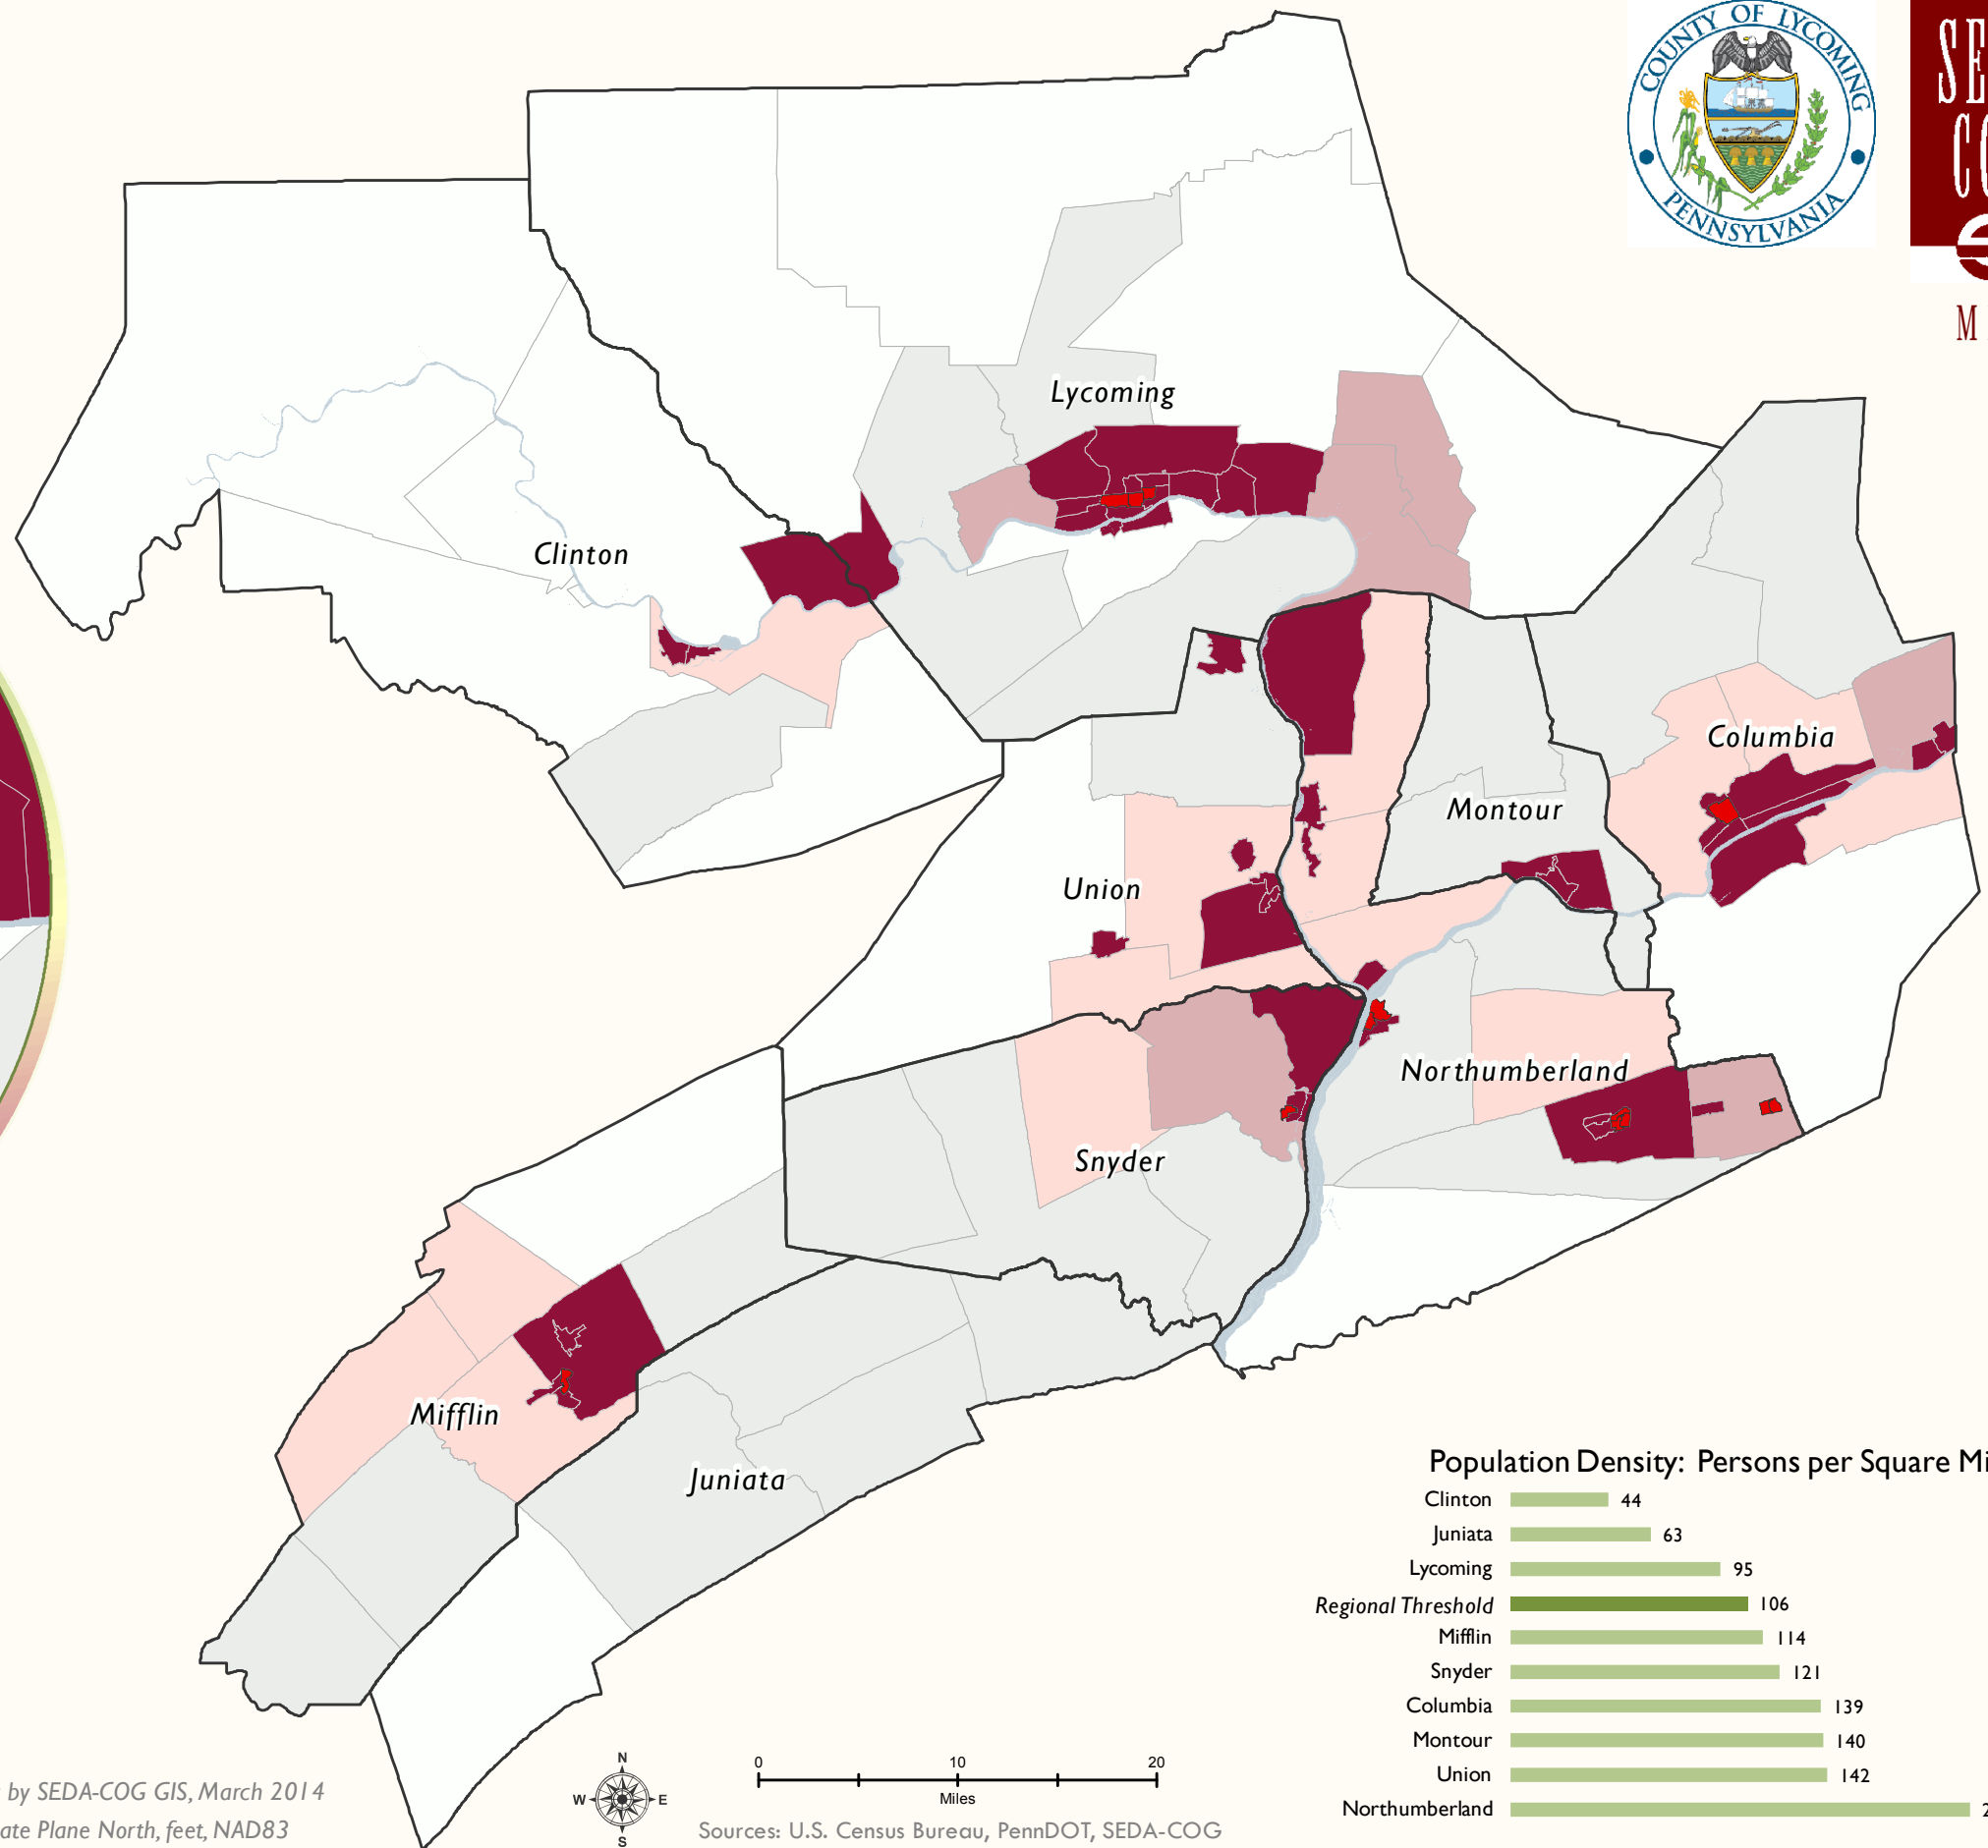 COUNTY OF LYCOMING
PENNSYLVANIA
M
Lycoming
Clinton
Columbia
Montour
Union
Northumberland
Snyder
Mifflin
Juniata
Population Density: Persons per Square
Clinton 44
Juniata 63
Lycoming 95
Regional Threshold 106
Mifflin 114
Snyder 121
Columbia 139
Montour 140
Union 142
Northumberland
by SEDA-COG GIS, March 2014
Plane North, feet, NAD83
N
W E
S
0 10 20
Miles
Sources: U.S. Census Bureau, PennDOT, SEDA-COG